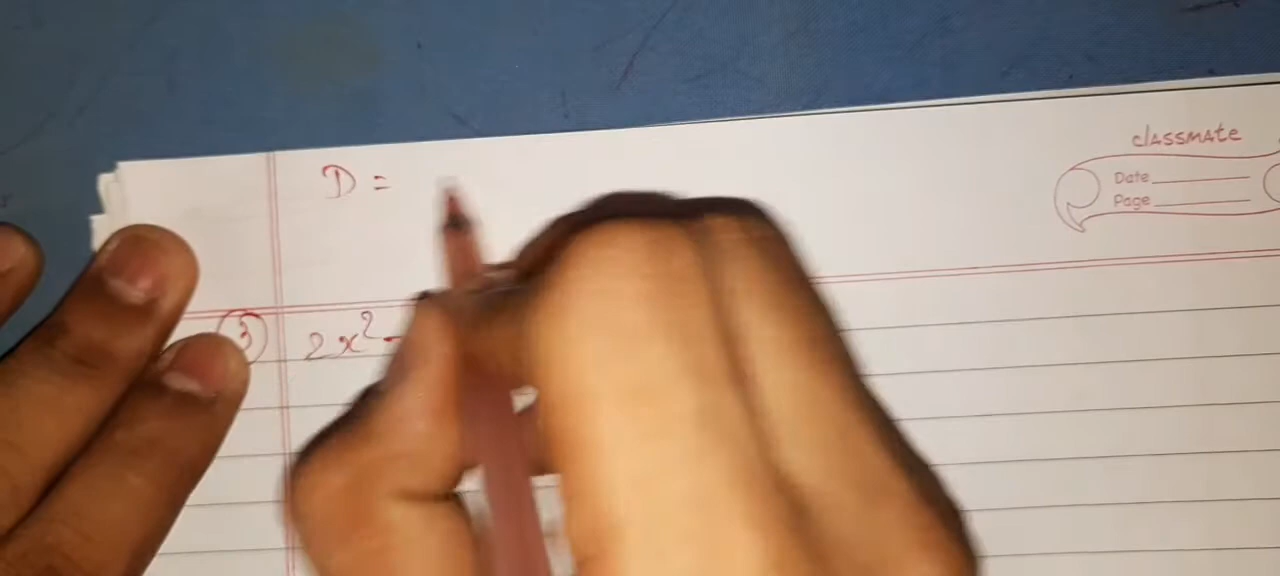 classmate
D =
Date
Page
3 2x² -